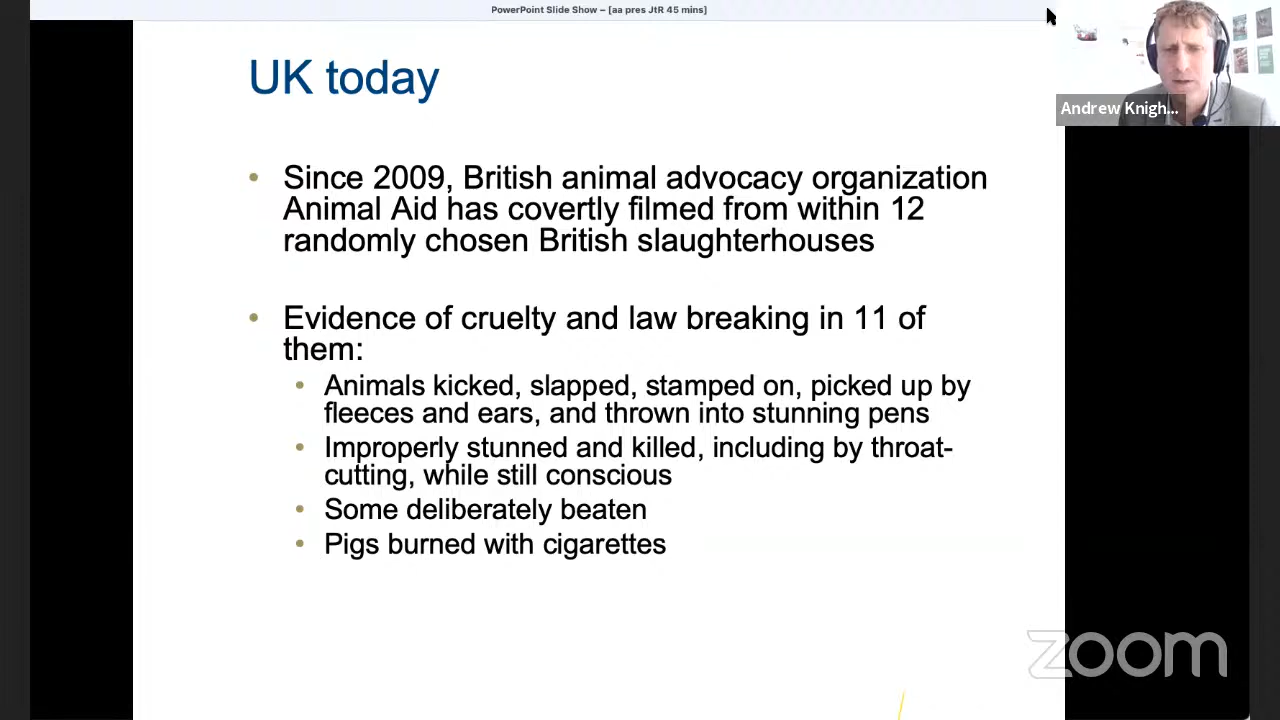 PowerPoint Slide Show – [aa pres JtR 45 mins]
Andrew Knigh...
UK today
• Since 2009, British animal advocacy organization
Animal Aid has covertly filmed from within 12
randomly chosen British slaughterhouses
• Evidence of cruelty and law breaking in 11 of
them:
• Animals kicked, slapped, stamped on, picked up by
fleeces and ears, and thrown into stunning pens
• Improperly stunned and killed, including by throat-
cutting, while still conscious
• Some deliberately beaten
• Pigs burned with cigarettes
zoom